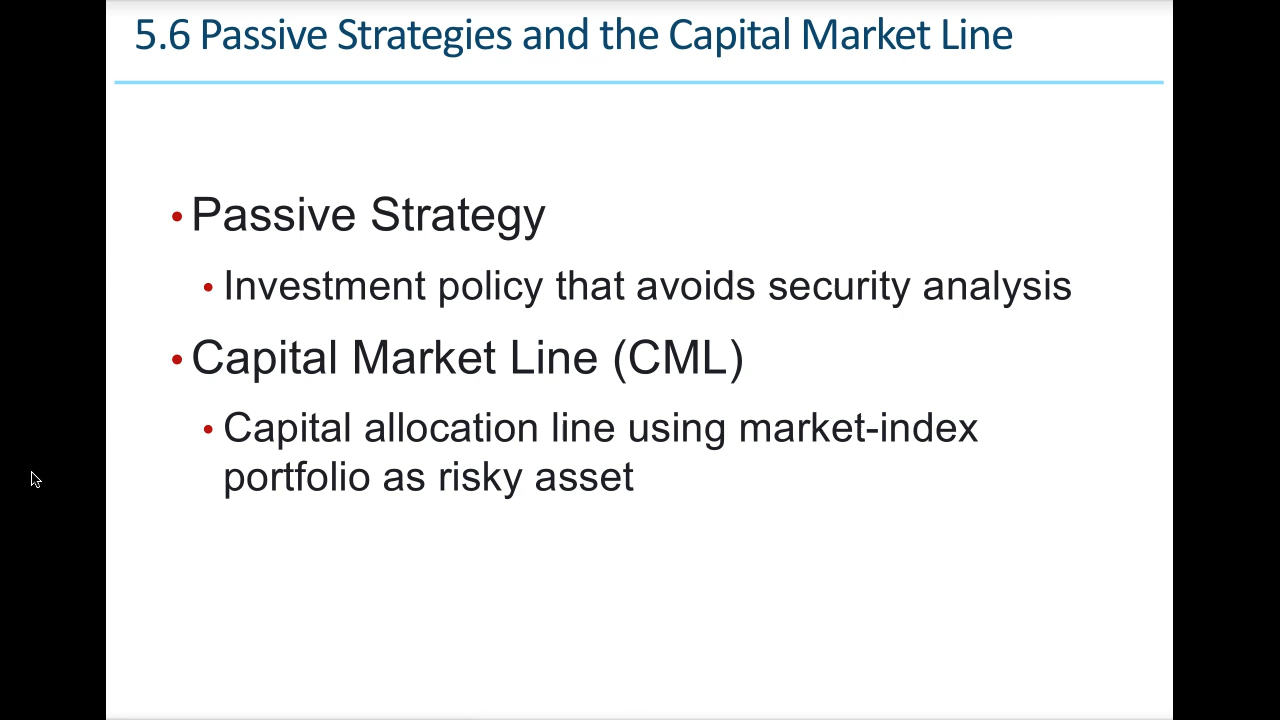 5.6 Passive Strategies and the Capital Market Line
• Passive Strategy
• Investment policy that avoids security analysis
• Capital Market Line (CML)
• Capital allocation line using market-index
portfolio as risky asset